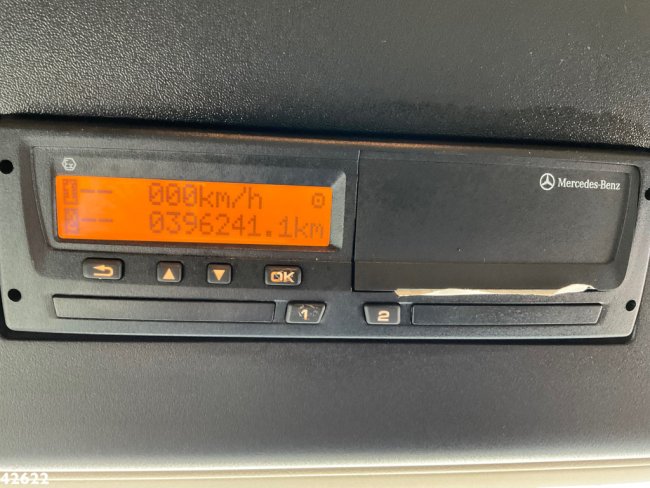 -- 000km/h
-- 0396241.1km
Mercedes-Benz
OK
1 2
42622